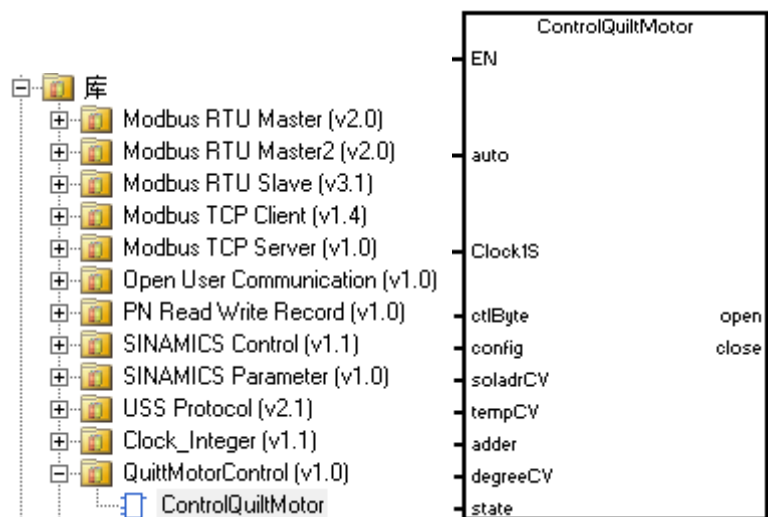 库
Modbus RTU Master (v2.0)
Modbus RTU Master2 (v2.0)
Modbus RTU Slave (v3.1)
Modbus TCP Client (v1.4)
Modbus TCP Server (v1.0)
Open User Communication (v1.0)
PN Read Write Record (v1.0)
SINAMICS Control (v1.1)
SINAMICS Parameter (v1.0)
USS Protocol (v2.1)
Clock_Integer (v1.1)
QuiltMotorControl (v1.0)
ControlQuiltMotor
ControlQuiltMotor
EN
auto
Clock1S
ctlByte open
config close
soladrCV
tempCV
adder
degreeCV
state